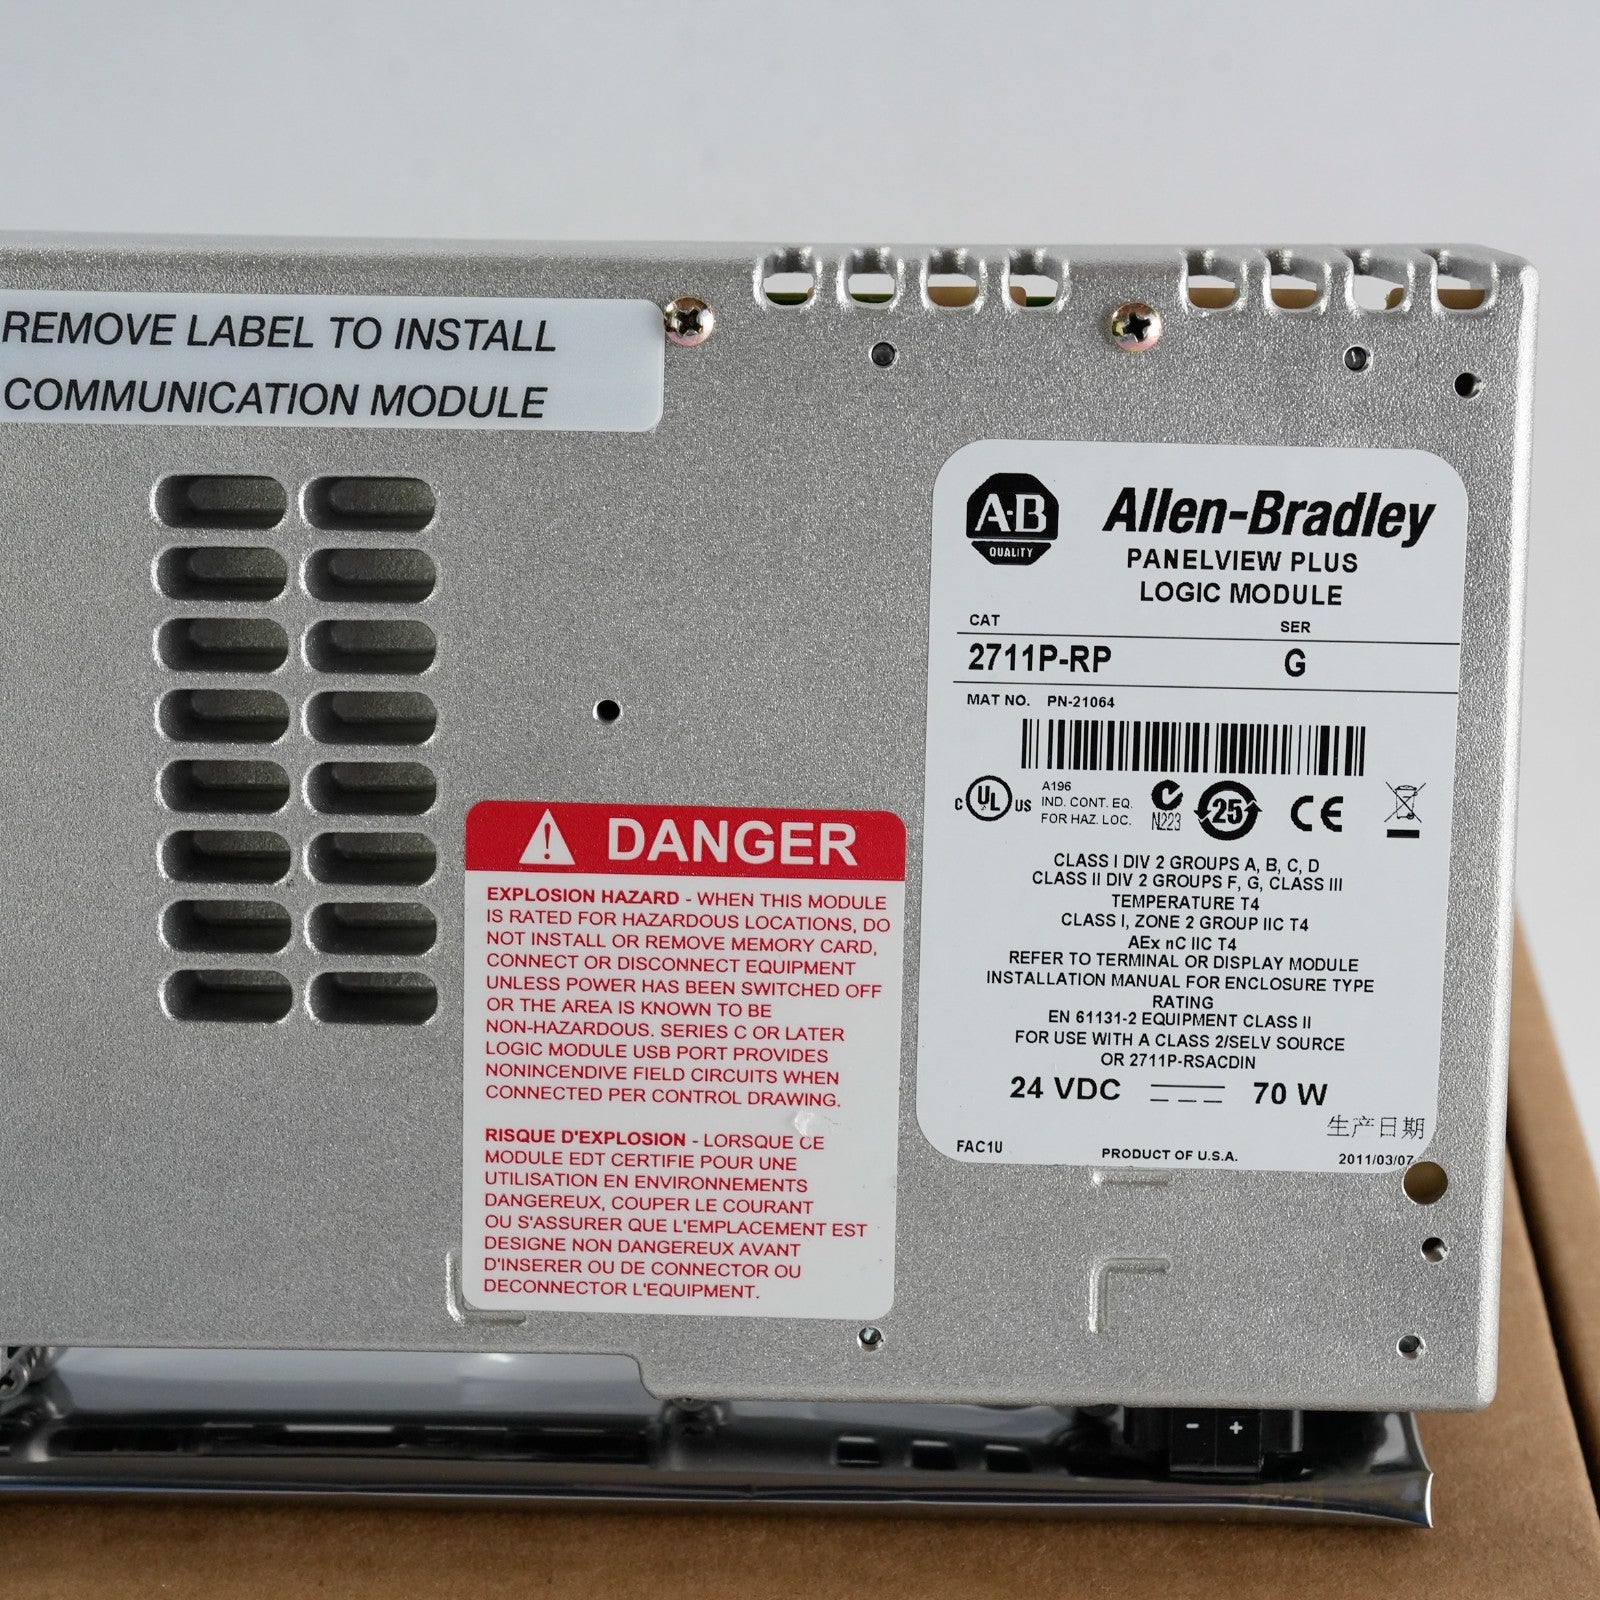 REMOVE LABEL TO INSTALL
COMMUNICATION MODULE
A·B
QUALITY
Allen-Bradley
PANELVIEW PLUS
LOGIC MODULE
CAT SER
2711P-RP G
MAT NO. PN-21064
C UL US
A196
IND. CONT. EQ.
FOR HAZ. LOC.
N223
25
CE
CLASS I DIV 2 GROUPS A, B, C, D
CLASS II DIV 2 GROUPS F, G, CLASS III
TEMPERATURE T4
CLASS I, ZONE 2 GROUP IIC T4
AEx nC IIC T4
REFER TO TERMINAL OR DISPLAY MODULE
INSTALLATION MANUAL FOR ENCLOSURE TYPE
RATING
EN 61131-2 EQUIPMENT CLASS II
FOR USE WITH A CLASS 2/SELV SOURCE
OR 2711P-RSACDIN
24 VDC 70 W
生产日期
FAC1U PRODUCT OF U.S.A. 2011/03/07
DANGER
EXPLOSION HAZARD - WHEN THIS MODULE
IS RATED FOR HAZARDOUS LOCATIONS, DO
NOT INSTALL OR REMOVE MEMORY CARD,
CONNECT OR DISCONNECT EQUIPMENT
UNLESS POWER HAS BEEN SWITCHED OFF
OR THE AREA IS KNOWN TO BE
NON-HAZARDOUS. SERIES C OR LATER
LOGIC MODULE USB PORT PROVIDES
NONINCENDIVE FIELD CIRCUITS WHEN
CONNECTED PER CONTROL DRAWING.
RISQUE D'EXPLOSION - LORSQUE CE
MODULE EDT CERTIFIE POUR UNE
UTILISATION EN ENVIRONNEMENTS
DANGEREUX, COUPER LE COURANT
OU S'ASSURER QUE L'EMPLACEMENT EST
DESIGNE NON DANGEREUX AVANT
D'INSERER OU DE CONNECTOR OU
DECONNECTOR L'EQUIPMENT.
- +